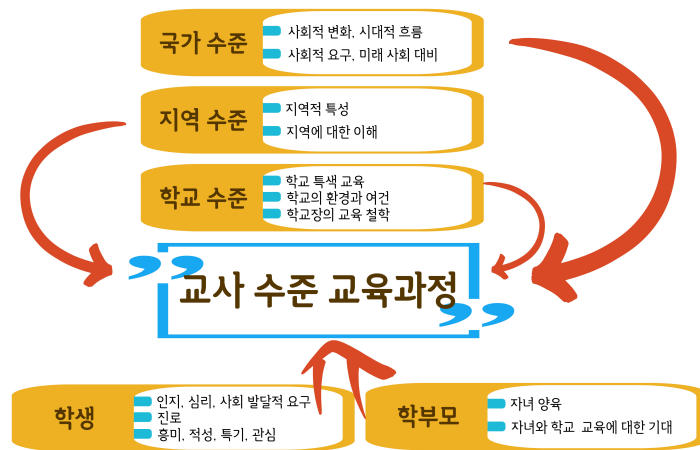 국가 수준
사회적 변화, 시대적 흐름
사회적 요구, 미래 사회 대비
지역 수준
지역적 특성
지역에 대한 이해
학교 수준
학교 특색 교육
학교의 환경과 여건
학교장의 교육 철학
교사 수준 교육과정
학생
인지, 심리, 사회 발달적 요구
진로
흥미, 적성, 특기, 관심
학부모
자녀 양육
자녀와 학교 교육에 대한 기대